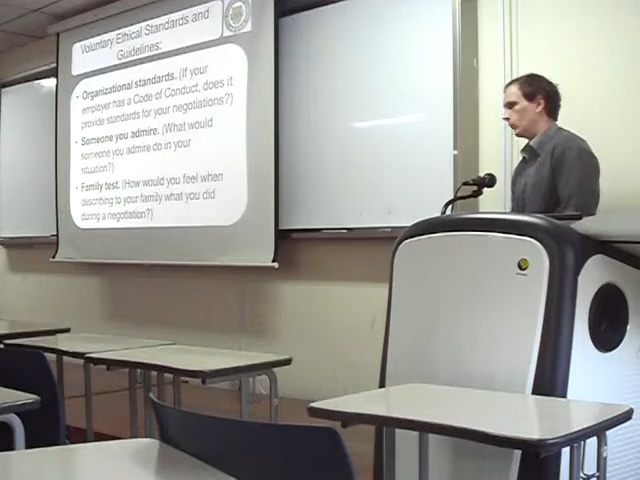 Voluntary Ethical Standards and
Guidelines:
• Organizational standards. (If your
employer has a Code of Conduct, does it
provide standards for your negotiations?)
• Someone you admire. (What would
someone you admire do in your
situation?)
• Family test. (How would you feel when
describing to your family what you did
during a negotiation?)